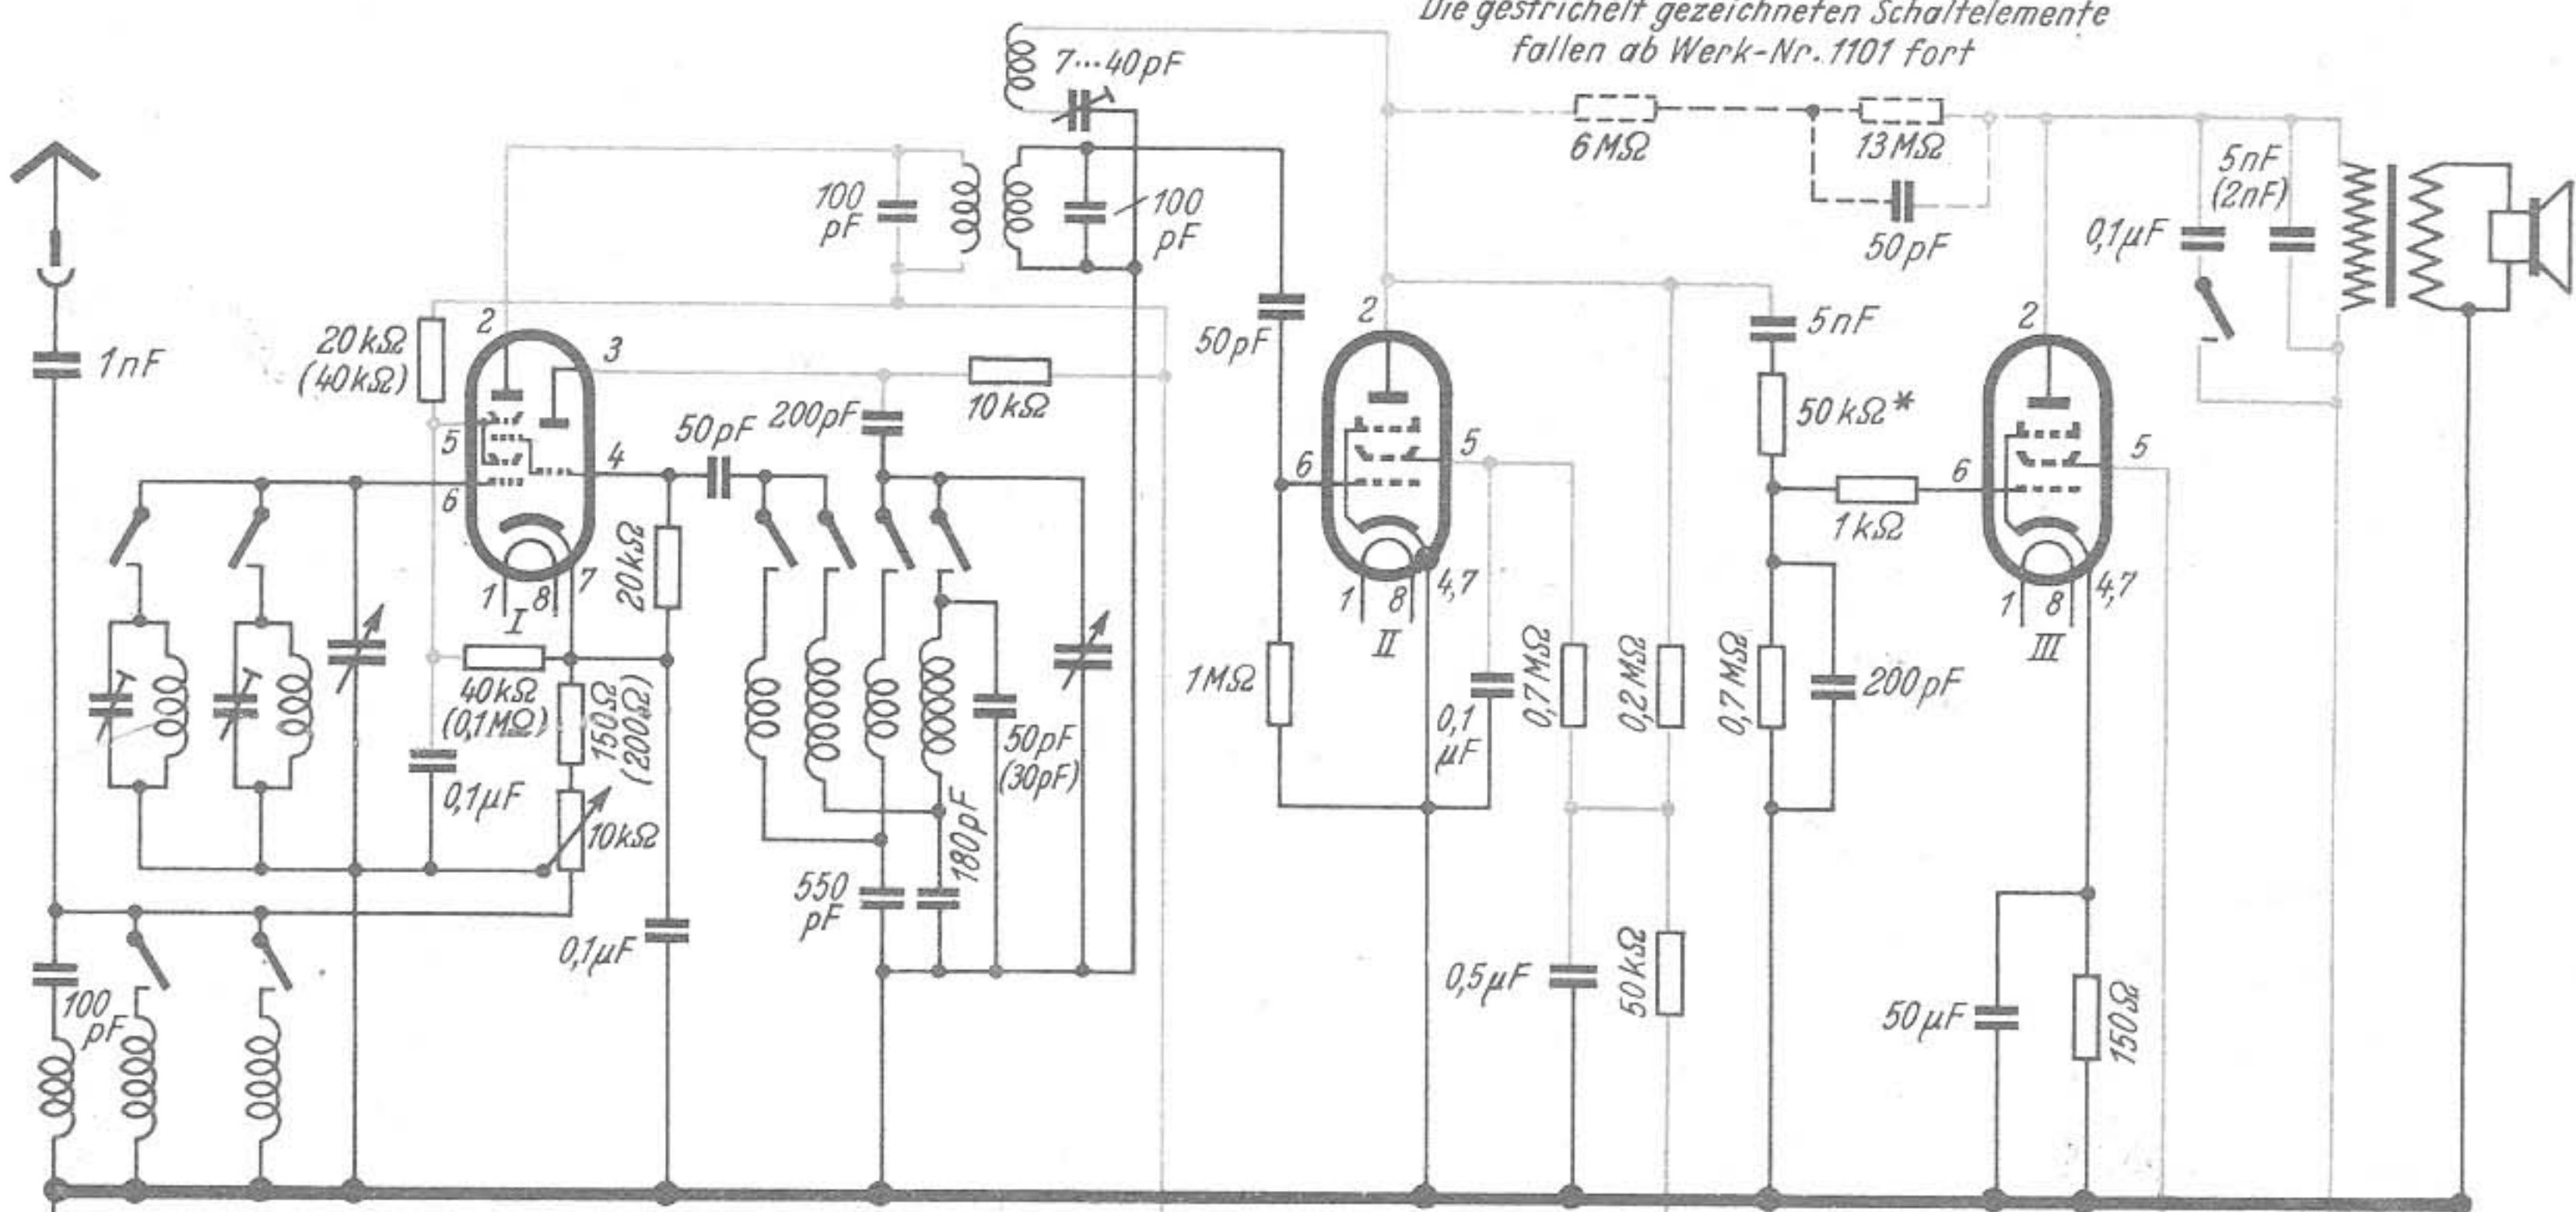 Die gestrichelt gezeichneten Schaltelemente
fallen ab Werk-Nr. 1101 fort
7...40pF
6MΩ
13MΩ
50pF
5nF
(2nF)
0,1µF
100
pF
100
pF
1nF
20kΩ
(40kΩ)
2
3
5
6
4
1
8
7
I
50pF
200pF
10kΩ
20kΩ
40kΩ
(0,1MΩ)
150Ω
(200Ω)
0,1µF
10kΩ
0,1µF
550
pF
180pF
50pF
(30pF)
100
pF
50pF
1MΩ
2
5
6
1
8
4,7
II
0,1
µF
0,7MΩ
0,2MΩ
0,5µF
50kΩ
5nF
50kΩ*
1kΩ
0,7MΩ
200pF
2
5
6
1
8
4,7
III
50µF
150Ω